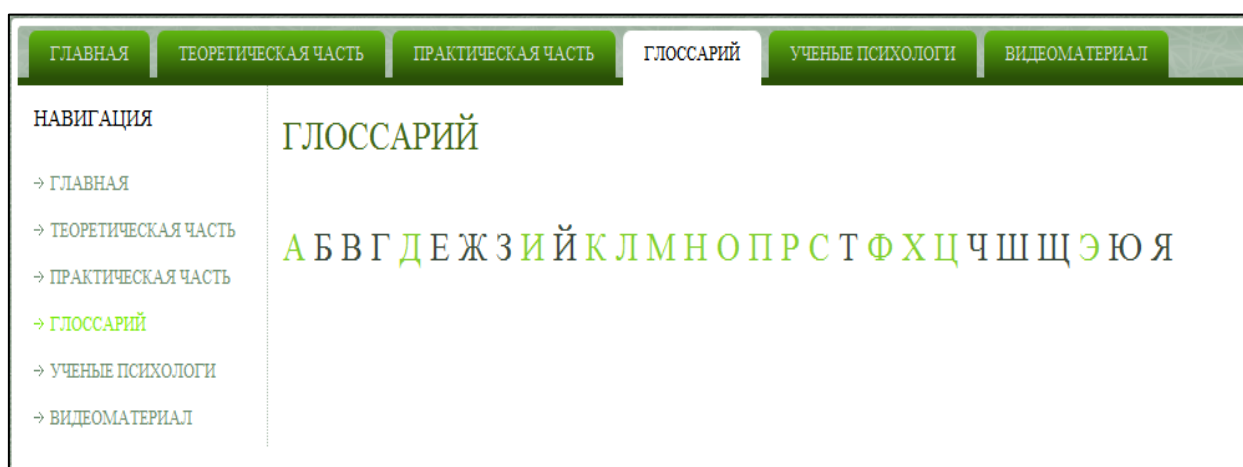 ГЛАВНАЯ ТЕОРЕТИЧЕСКАЯ ЧАСТЬ ПРАКТИЧЕСКАЯ ЧАСТЬ ГЛОССАРИЙ УЧЕНЫЕ ПСИХОЛОГИ ВИДЕОМАТЕРИАЛ
НАВИГАЦИЯ
→ ГЛАВНАЯ
→ ТЕОРЕТИЧЕСКАЯ ЧАСТЬ
→ ПРАКТИЧЕСКАЯ ЧАСТЬ
→ ГЛОССАРИЙ
→ УЧЕНЫЕ ПСИХОЛОГИ
→ ВИДЕОМАТЕРИАЛ
ГЛОССАРИЙ
А Б В Г Д Е Ж З И Й К Л М Н О П Р С Т Ф Х Ц Ч Ш Щ Э Ю Я